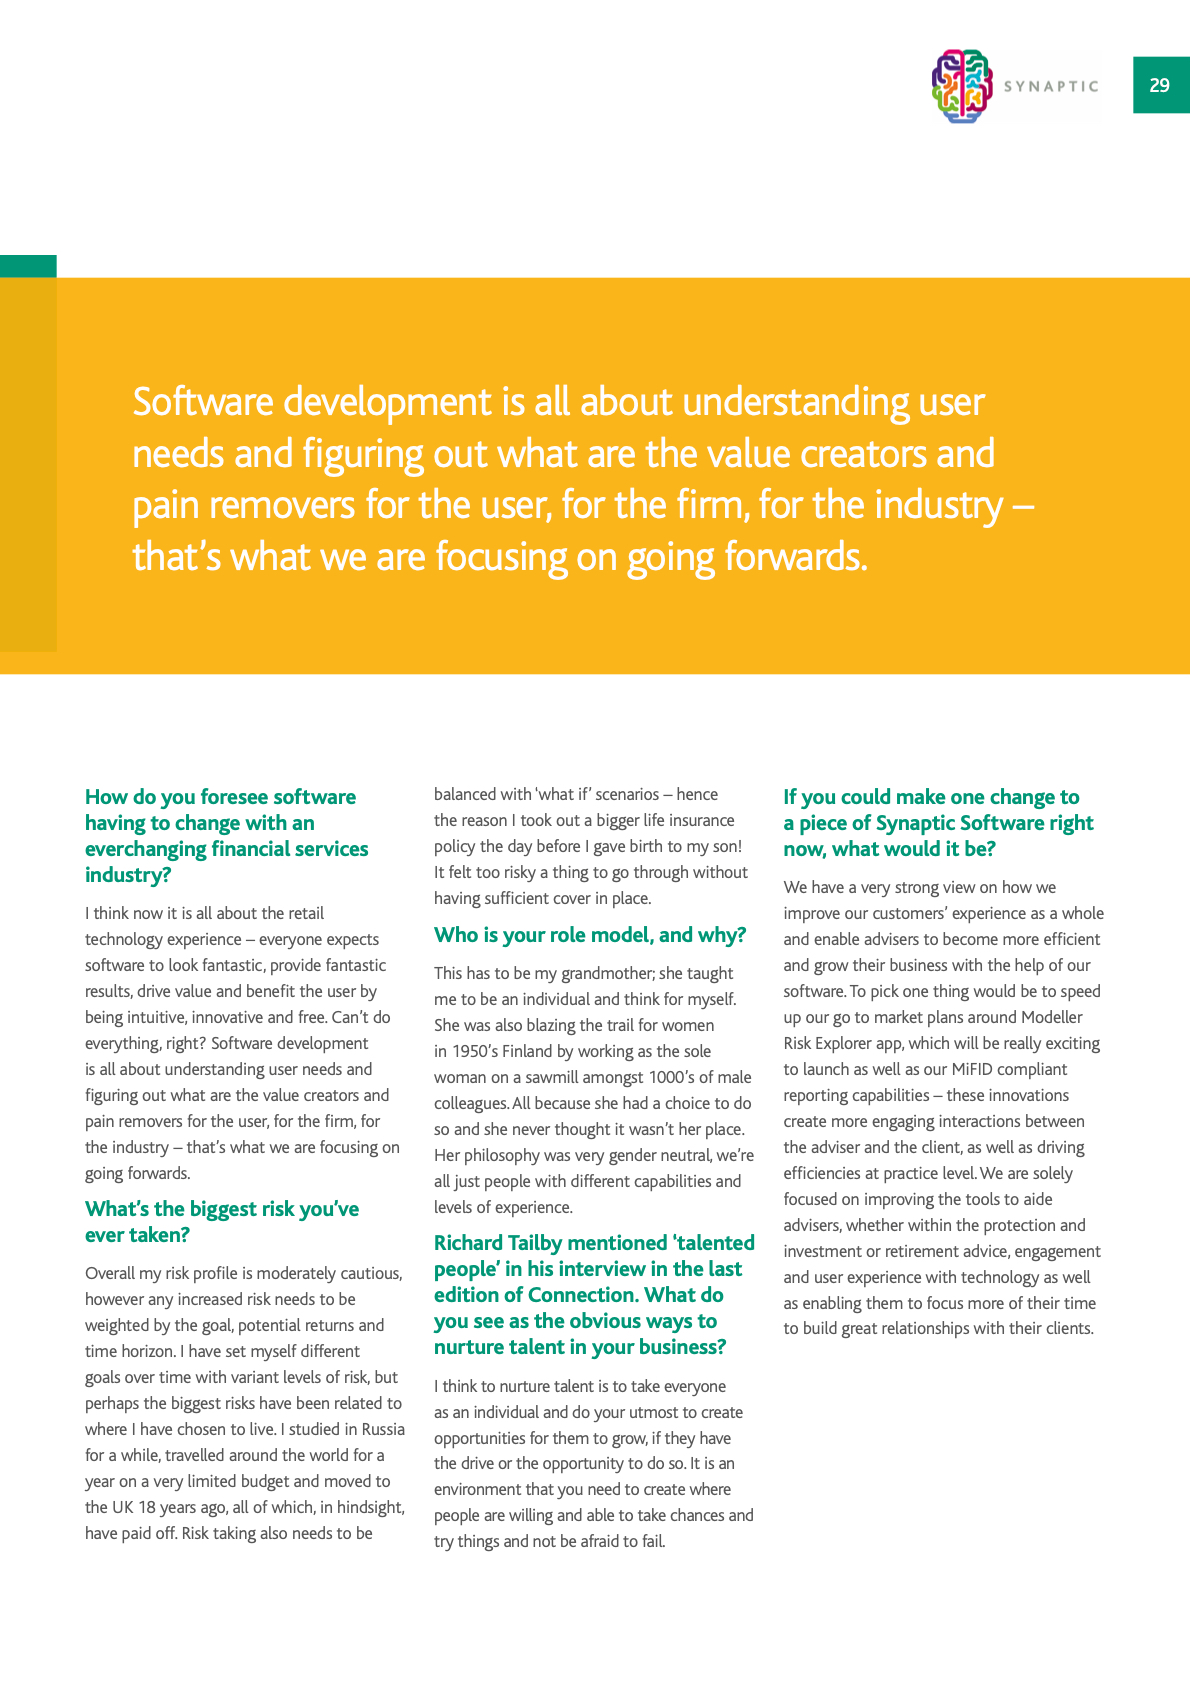 SYNAPTIC
29
Software development is all about understanding user
needs and figuring out what are the value creators and
pain removers for the user, for the firm, for the industry –
that’s what we are focusing on going forwards.
How do you foresee software
having to change with an
everchanging financial services
industry?
I think now it is all about the retail
technology experience – everyone expects
software to look fantastic, provide fantastic
results, drive value and benefit the user by
being intuitive, innovative and free. Can’t do
everything, right? Software development
is all about understanding user needs and
figuring out what are the value creators and
pain removers for the user, for the firm, for
the industry – that’s what we are focusing on
going forwards.
What’s the biggest risk you’ve
ever taken?
Overall my risk profile is moderately cautious,
however any increased risk needs to be
weighted by the goal, potential returns and
time horizon. I have set myself different
goals over time with variant levels of risk, but
perhaps the biggest risks have been related to
where I have chosen to live. I studied in Russia
for a while, travelled around the world for a
year on a very limited budget and moved to
the UK 18 years ago, all of which, in hindsight,
have paid off. Risk taking also needs to be
balanced with ‘what if’ scenarios – hence
the reason I took out a bigger life insurance
policy the day before I gave birth to my son!
It felt too risky a thing to go through without
having sufficient cover in place.
Who is your role model, and why?
This has to be my grandmother; she taught
me to be an individual and think for myself.
She was also blazing the trail for women
in 1950’s Finland by working as the sole
woman on a sawmill amongst 1000’s of male
colleagues. All because she had a choice to do
so and she never thought it wasn’t her place.
Her philosophy was very gender neutral, we’re
all just people with different capabilities and
levels of experience.
Richard Tailby mentioned ‘talented
people’ in his interview in the last
edition of Connection. What do
you see as the obvious ways to
nurture talent in your business?
I think to nurture talent is to take everyone
as an individual and do your utmost to create
opportunities for them to grow, if they have
the drive or the opportunity to do so. It is an
environment that you need to create where
people are willing and able to take chances and
try things and not be afraid to fail.
If you could make one change to
a piece of Synaptic Software right
now, what would it be?
We have a very strong view on how we
improve our customers’ experience as a whole
and enable advisers to become more efficient
and grow their business with the help of our
software. To pick one thing would be to speed
up our go to market plans around Modeller
Risk Explorer app, which will be really exciting
to launch as well as our MiFID compliant
reporting capabilities – these innovations
create more engaging interactions between
the adviser and the client, as well as driving
efficiencies at practice level. We are solely
focused on improving the tools to aide
advisers, whether within the protection and
investment or retirement advice, engagement
and user experience with technology as well
as enabling them to focus more of their time
to build great relationships with their clients.